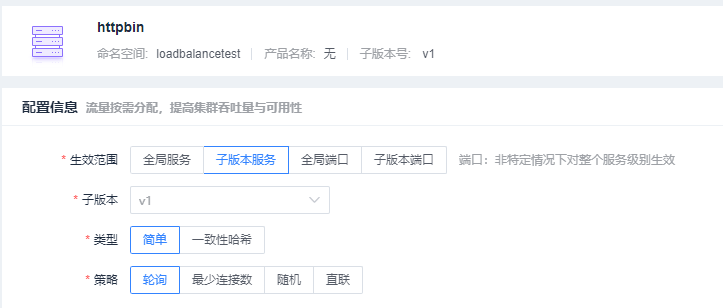 httpbin
命名空间: loadbalancetest 产品名称: 无 子版本号: v1
配置信息 流量按需分配，提高集群吞吐量与可用性
* 生效范围 全局服务 子版本服务 全局端口 子版本端口 端口：非特定情况下对整个服务级别生效
* 子版本 v1
* 类型 简单 一致性哈希
* 策略 轮询 最少连接数 随机 直联